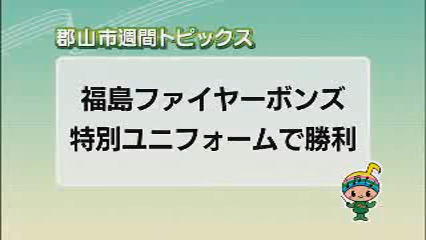 郡山市週間トピックス
福島ファイヤーボンズ
特別ユニフォームで勝利